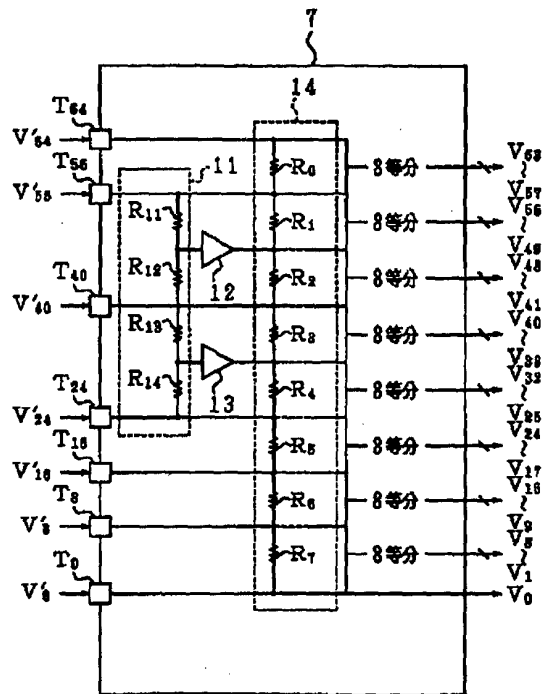 7
14
T64
V'64
T56
V'56
11
R11
R12
12
T40
V'40
R13
R14
13
T24
V'24
T16
V'16
T8
V'8
T0
R0
R1
R2
R3
R4
R5
R6
R7
8等分
8等分
8等分
8等分
8等分
8等分
8等分
8等分
V63
~
V57
V56
~
V49
V48
~
V41
V40
~
V33
V32
~
V25
V24
~
V17
V16
~
V9
V8
~
V1
V0